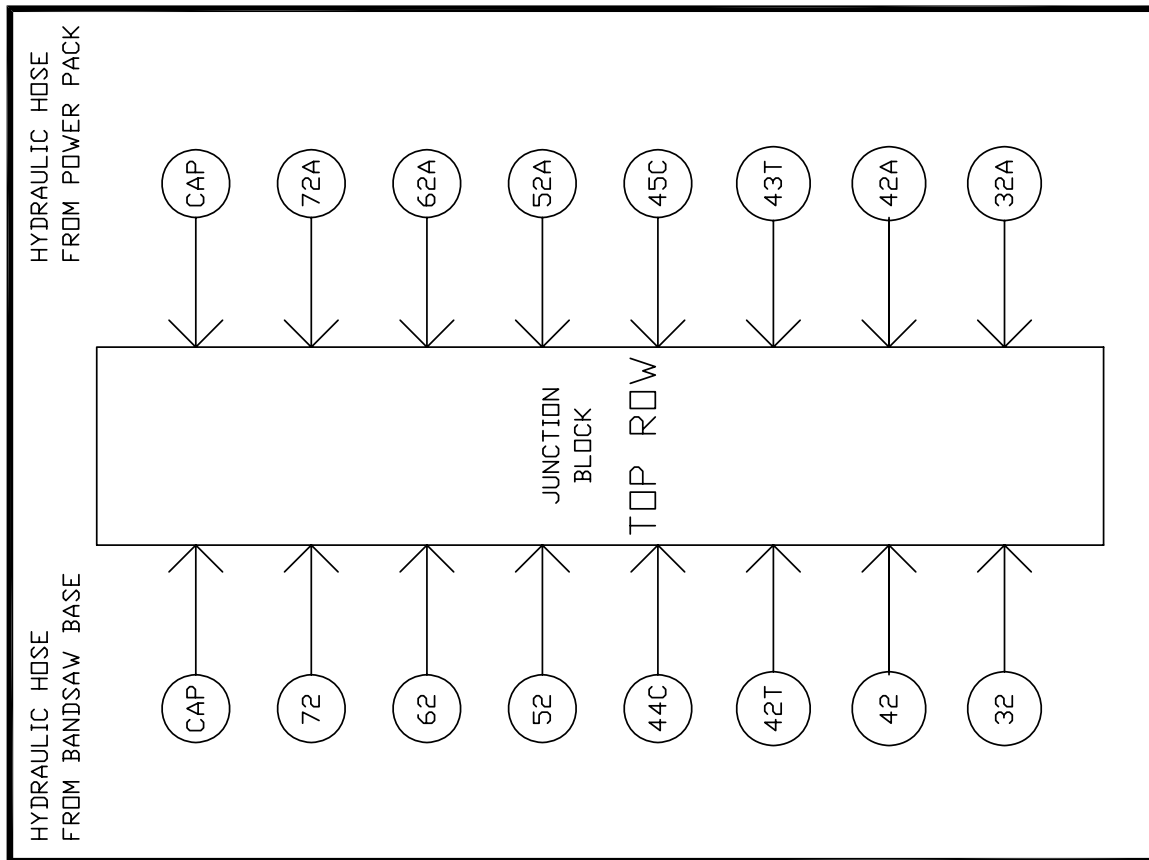 HYDRAULIC HOSE
FROM BANDSAW BASE
HYDRAULIC HOSE
FROM POWER PACK
CAP
CAP
72
72A
62
62A
52
52A
JUNCTION
BLOCK
TOP ROW
44C
45C
42T
43T
42
42A
32
32A